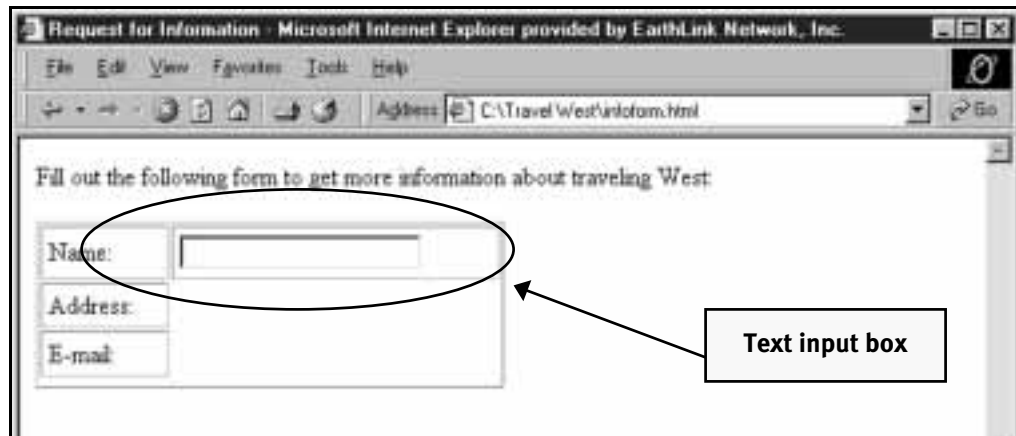 Request for Information - Microsoft Internet Explorer provided by EarthLink Network, Inc.
File Edit View Favorites Tools Help
Address C:\Travel West\infoform.html Go
Fill out the following form to get more information about traveling West:
Name:
Address:
E-mail:
Text input box